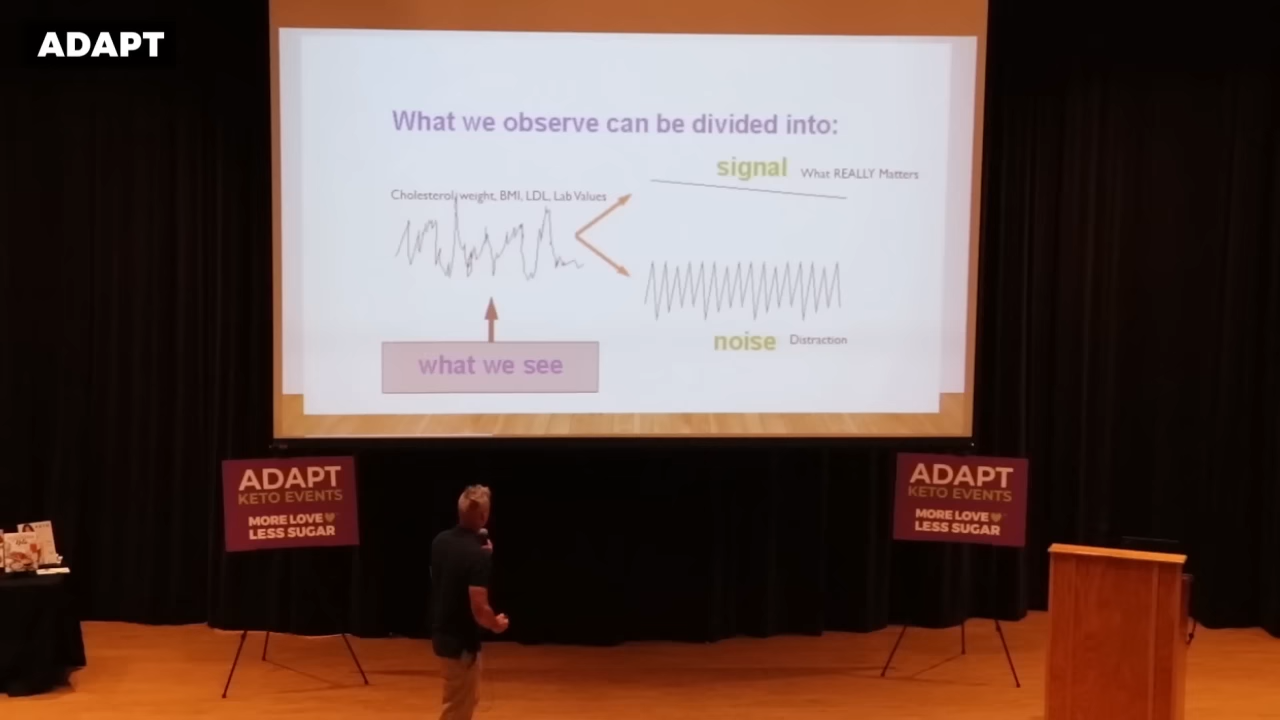 ADAPT
What we observe can be divided into:
signal What REALLY Matters
Cholesterol, weight, BMI, LDL, Lab Values
noise Distraction
what we see
ADAPT
KETO EVENTS
MORE LOVE
LESS SUGAR
ADAPT
KETO EVENTS
MORE LOVE
LESS SUGAR